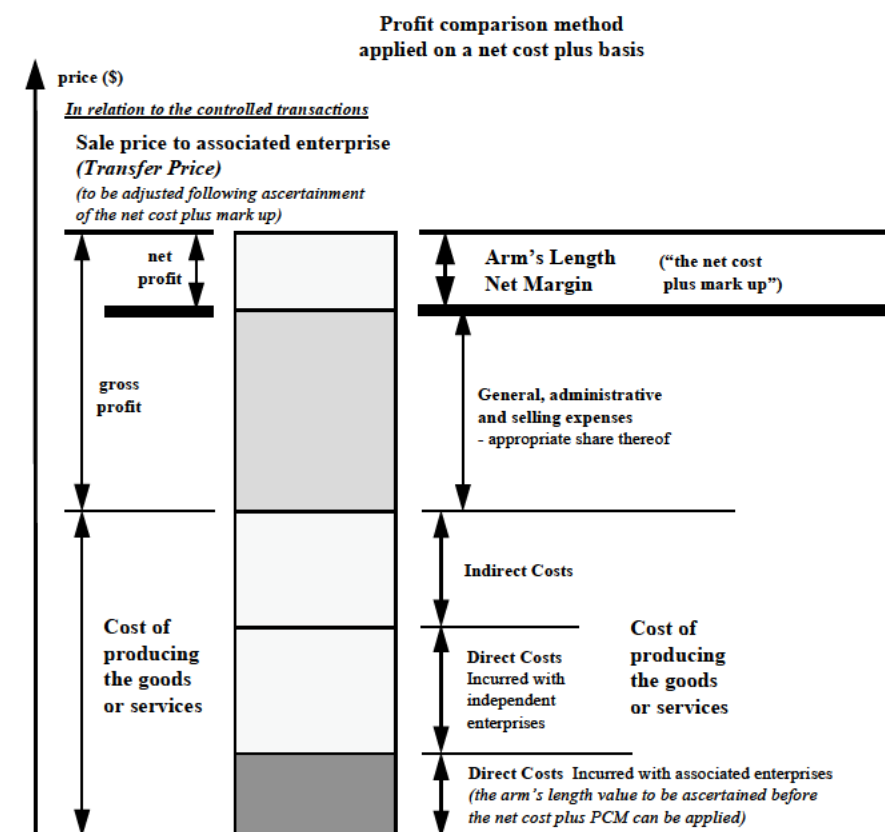 Profit comparison method
applied on a net cost plus basis
price ($)
In relation to the controlled transactions
Sale price to associated enterprise
(Transfer Price)
(to be adjusted following ascertainment
of the net cost plus mark up)
net
profit
Arm's Length
Net Margin
("the net cost
plus mark up")
gross
profit
General, administrative
and selling expenses
- appropriate share thereof
Indirect Costs
Cost of
producing
the goods
or services
Direct Costs
Incurred with
independent
enterprises
Cost of
producing
the goods
or services
Direct Costs Incurred with associated enterprises
(the arm's length value to be ascertained before
the net cost plus PCM can be applied)